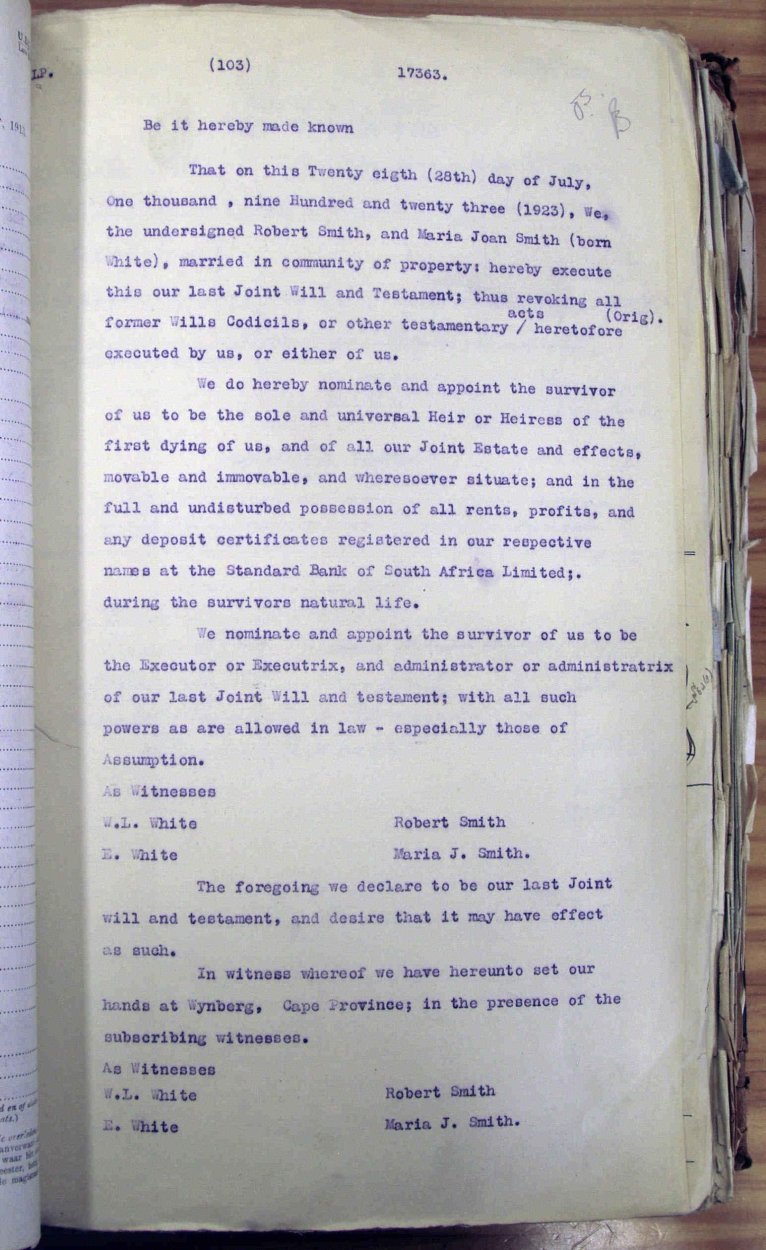 (103) 17363.
LP.
Be it hereby made known
That on this Twenty eigth (28th) day of July,
One thousand , nine Hundred and twenty three (1923), We,
the undersigned Robert Smith, and Maria Joan Smith (born
White), married in community of property: hereby execute
this our last Joint Will and Testament; thus revoking all
acts (Orig).
former Wills Codicils, or other testamentary / heretofore
executed by us, or either of us.
We do hereby nominate and appoint the survivor
of us to be the sole and universal Heir or Heiress of the
first dying of us, and of all our Joint Estate and effects,
movable and immovable, and wheresoever situate; and in the
full and undisturbed possession of all rents, profits, and
any deposit certificates registered in our respective
names at the Standard Bank of South Africa Limited;.
during the survivors natural life.
We nominate and appoint the survivor of us to be
the Executor or Executrix, and administrator or administratrix
of our last Joint Will and testament; with all such
powers as are allowed in law - especially those of
Assumption.
As Witnesses
W.L. White Robert Smith
E. White Maria J. Smith.
The foregoing we declare to be our last Joint
will and testament, and desire that it may have effect
as such.
In witness whereof we have hereunto set our
hands at Wynberg, Cape Province; in the presence of the
subscribing witnesses.
As Witnesses
W.L. White Robert Smith
E. White Maria J. Smith.